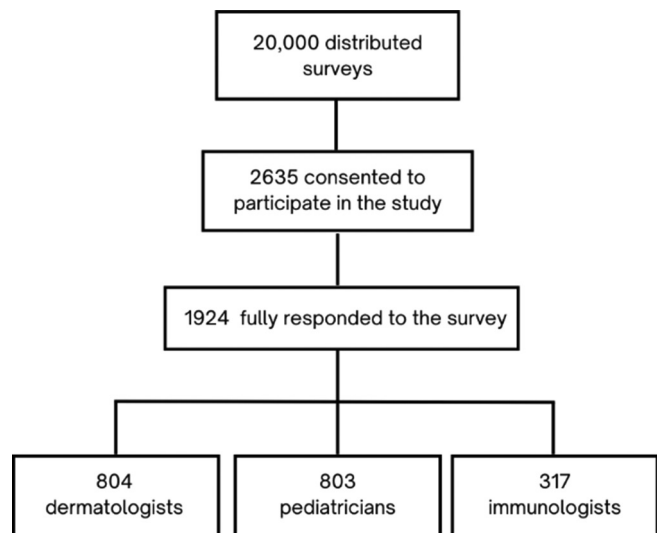 20,000 distributed
surveys
2635 consented to
participate in the study
1924 fully responded to the survey
804
dermatologists
803
pediatricians
317
immunologists